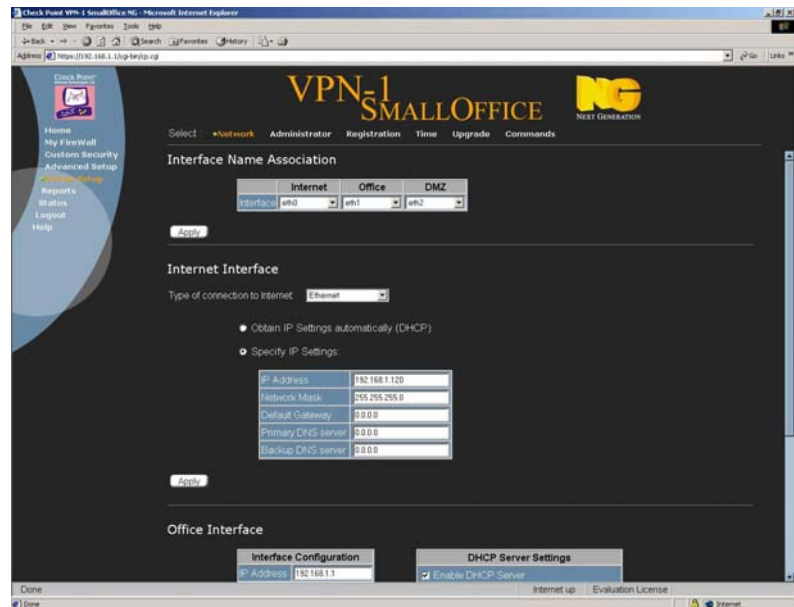 Check Point VPN-1 SmallOffice NG - Microsoft Internet Explorer
File Edit View Favorites Tools Help
Back Search Favorites History
Address https://192.168.1.1/cgi-bin/cp.cgi Go Links
CHECK POINT
VPN-1 SMALLOFFICE NG NEXT GENERATION
Home
My FireWall
Custom Security
Advanced Setup
Reports
Status
Logout
Help
Select: Network Administrator Registration Time Upgrade Commands
Interface Name Association
Internet Office DMZ
Interface eth0 eth1 eth2
Apply
Internet Interface
Type of connection to Internet Ethernet
Obtain IP Settings automatically (DHCP)
Specify IP Settings:
IP Address 192.168.1.120
Network Mask 255.255.255.0
Default Gateway 0.0.0.0
Primary DNS server 0.0.0.0
Backup DNS server 0.0.0.0
Apply
Office Interface
Interface Configuration DHCP Server Settings
IP Address 192.168.1.1 Enable DHCP Server
Done Internet up Evaluation License
Done Internet